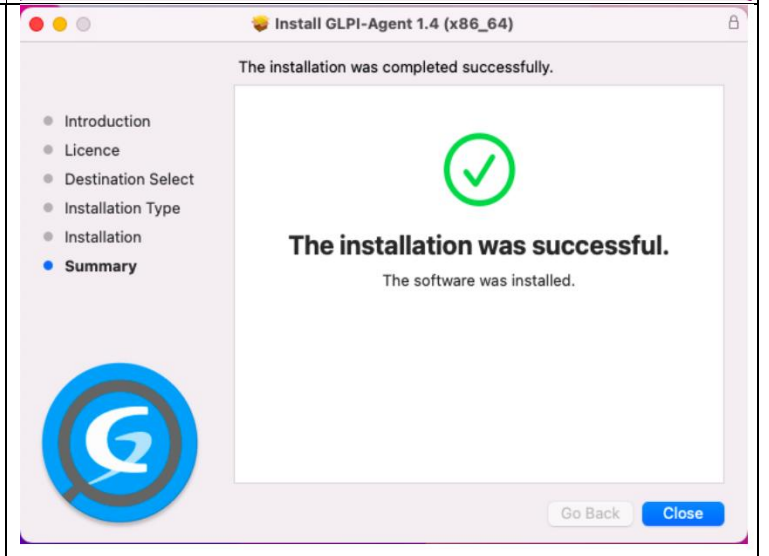 Install GLPI-Agent 1.4 (x86_64)
The installation was completed successfully.
Introduction
Licence
Destination Select
Installation Type
Installation
Summary
The installation was successful.
The software was installed.
Go Back
Close